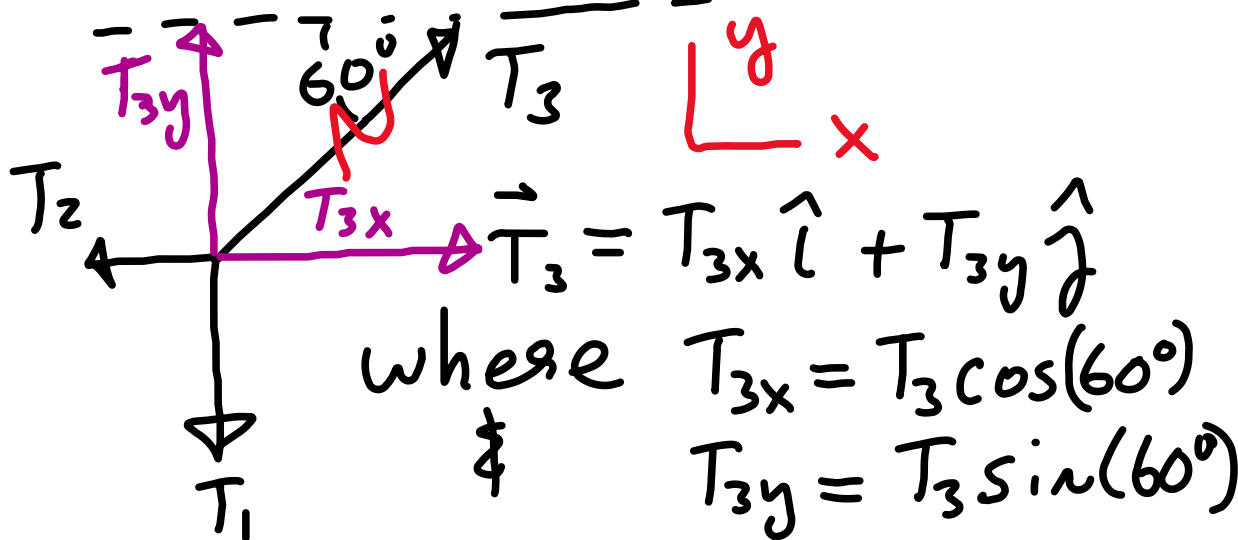 60°
T₃
y
x
T₃y
T₂
T₃x
T⃗₃ = T₃x î + T₃y ĵ
where T₃x = T₃cos(60°)
& T₃y = T₃sin(60°)
T₁